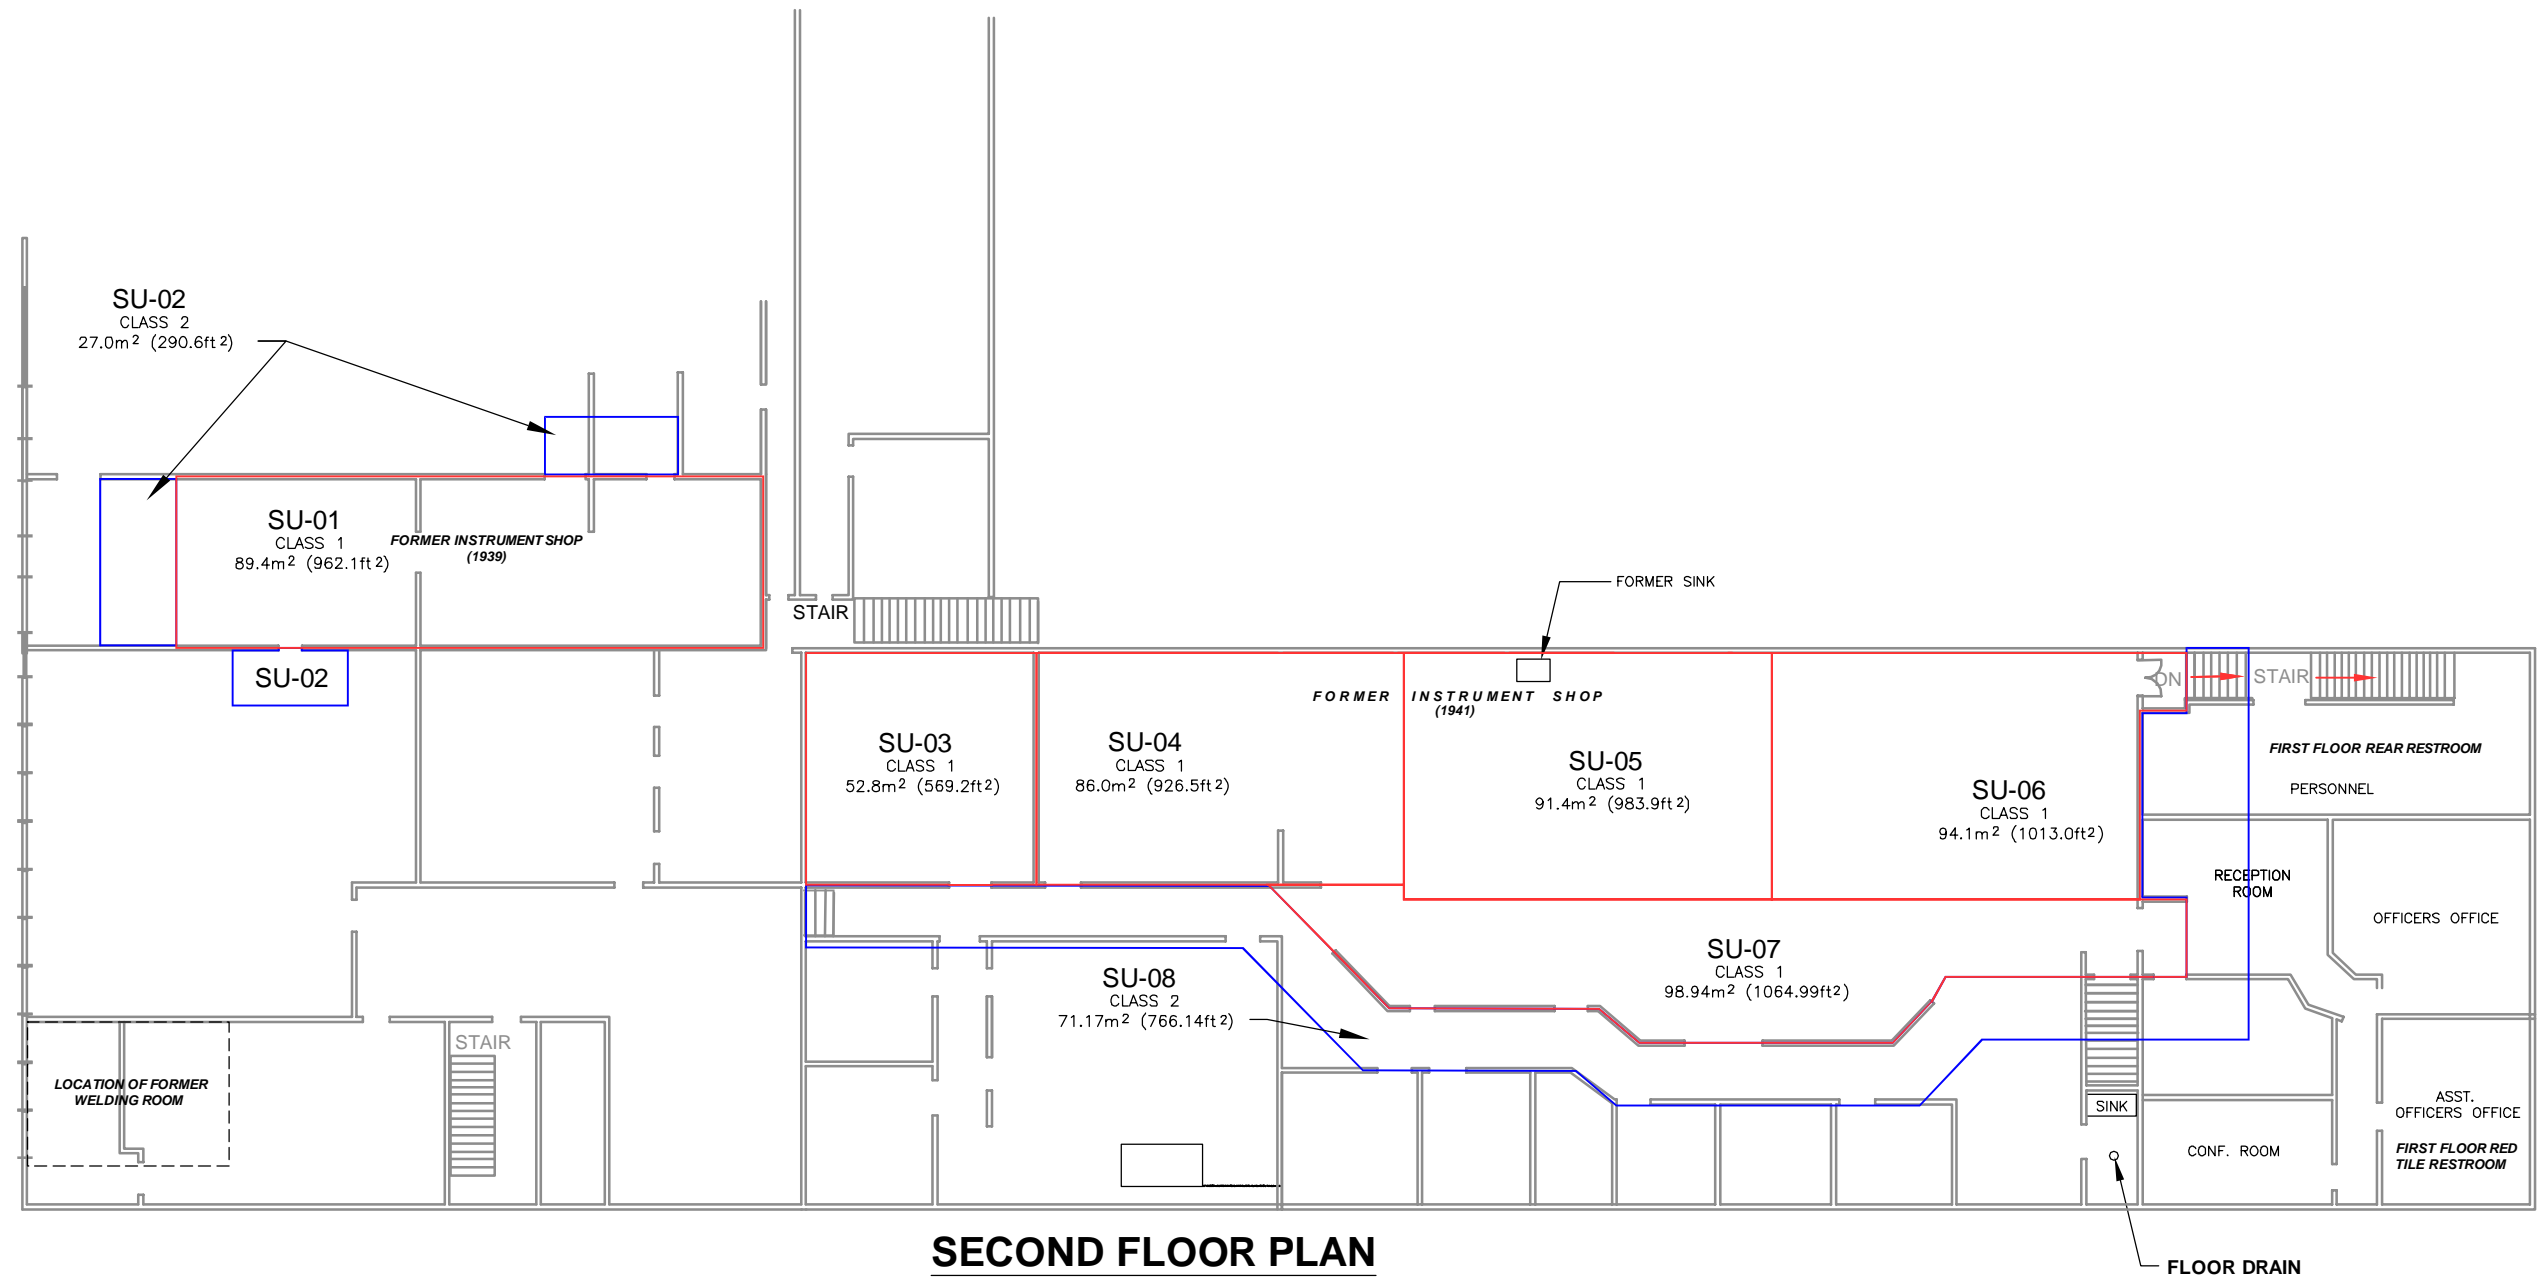 SU-02
CLASS 2
27.0m² (290.6ft²)
SU-01
CLASS 1
89.4m² (962.1ft²)
FORMER INSTRUMENT SHOP
(1939)
SU-02
STAIR
FORMER SINK
FORMER INSTRUMENT SHOP
(1941)
SU-03
CLASS 1
52.8m² (569.2ft²)
SU-04
CLASS 1
86.0m² (926.5ft²)
SU-05
CLASS 1
91.4m² (983.9ft²)
SU-06
CLASS 1
94.1m² (1013.0ft²)
DN
STAIR
FIRST FLOOR REAR RESTROOM
PERSONNEL
RECEPTION
ROOM
OFFICERS OFFICE
SU-07
CLASS 1
98.94m² (1064.99ft²)
SU-08
CLASS 2
71.17m² (766.14ft²)
STAIR
LOCATION OF FORMER
WELDING ROOM
SINK
CONF. ROOM
ASST.
OFFICERS OFFICE
FIRST FLOOR RED
TILE RESTROOM
SECOND FLOOR PLAN
FLOOR DRAIN